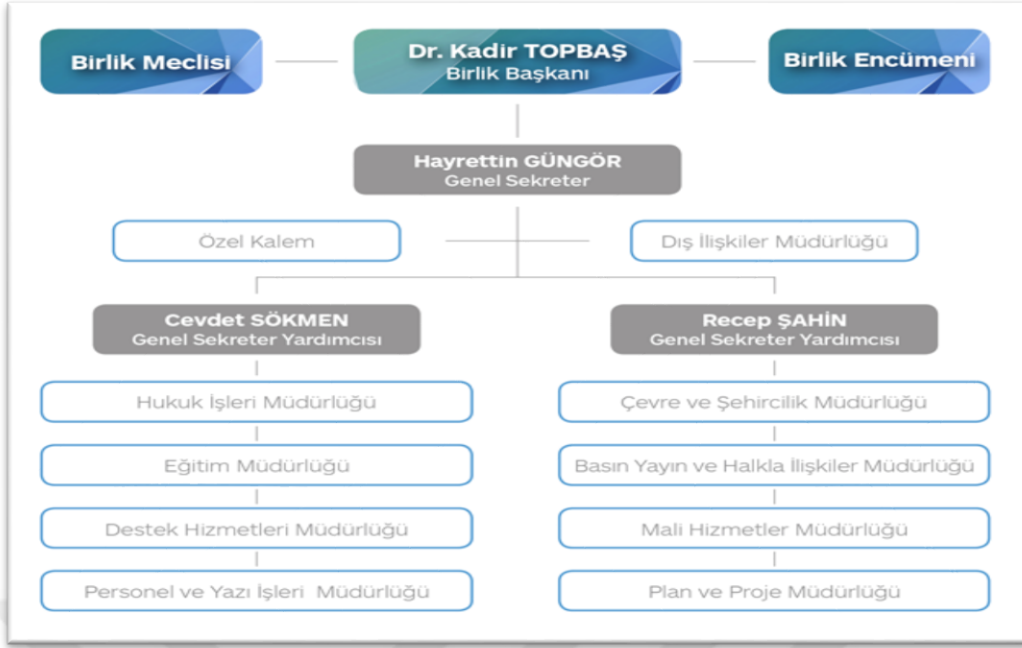 Birlik Meclisi
Dr. Kadir TOPBAŞ
Birlik Başkanı
Birlik Encümeni
Hayrettin GÜNGÖR
Genel Sekreter
Özel Kalem
Dış İlişkiler Müdürlüğü
Cevdet SÖKMEN
Genel Sekreter Yardımcısı
Recep ŞAHİN
Genel Sekreter Yardımcısı
Hukuk İşleri Müdürlüğü
Çevre ve Şehircilik Müdürlüğü
Eğitim Müdürlüğü
Basın Yayın ve Halkla İlişkiler Müdürlüğü
Destek Hizmetleri Müdürlüğü
Mali Hizmetler Müdürlüğü
Personel ve Yazı İşleri Müdürlüğü
Plan ve Proje Müdürlüğü